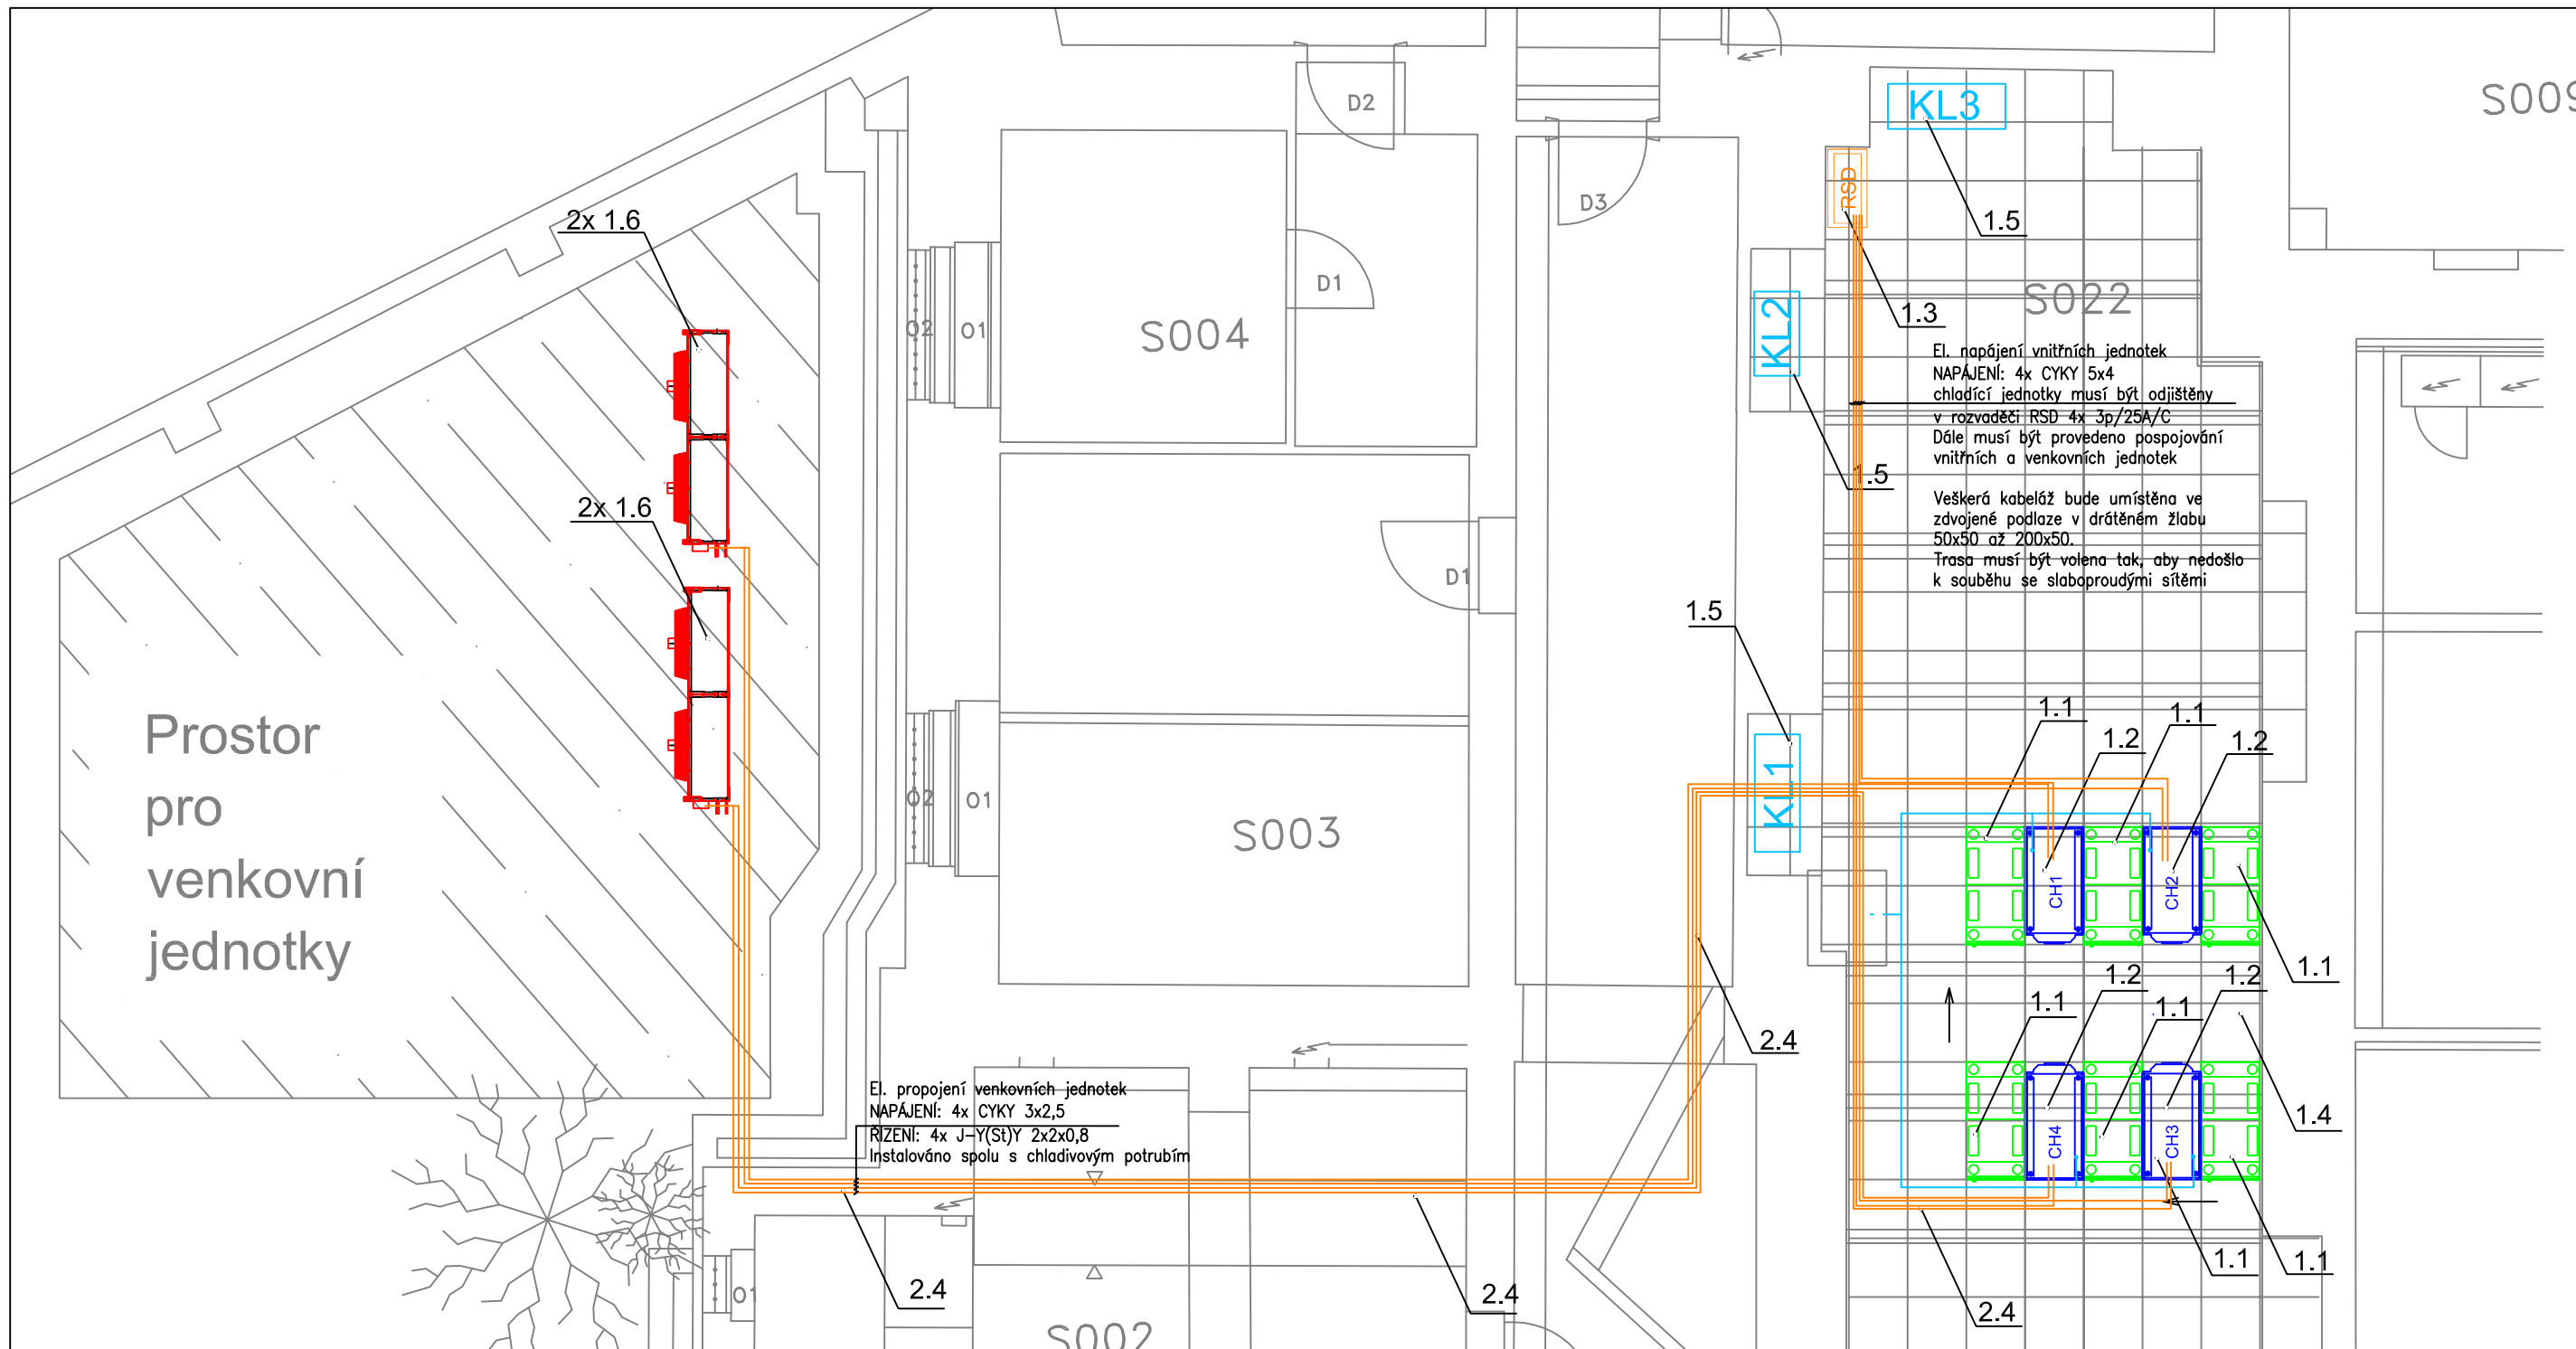 D2
KL3
S009
RSD
D3
1.5
2x 1.6
D1
S004
O2
O1
KL2
S022
1.3
El. napájení vnitřních jednotek
NAPÁJENÍ: 4x CYKY 5x4
chladící jednotky musí být odjištěny
v rozvaděči RSD 4x 3p/25A/C
Dále musí být provedeno pospojování
vnitřních a venkovních jednotek
1.5
Veškerá kabeláž bude umístěna ve
zdvojené podlaze v drátěném žlabu
50x50 až 200x50.
Trasa musí být volena tak, aby nedošlo
k souběhu se slaboproudými sítěmi
2x 1.6
D1
1.5
1.1
1.1
1.2
1.2
Prostor
pro
venkovní
jednotky
KL1
O2
O1
S003
CH1
CH2
1.1
1.2
1.2
1.1
1.1
2.4
1.4
El. propojení venkovních jednotek
NAPÁJENÍ: 4x CYKY 3x2,5
ŘÍZENÍ: 4x J-Y(St)Y 2x2x0,8
Instalováno spolu s chladivovým potrubím
CH4
CH3
1.1
1.1
2.4
2.4
2.4
O1
S002